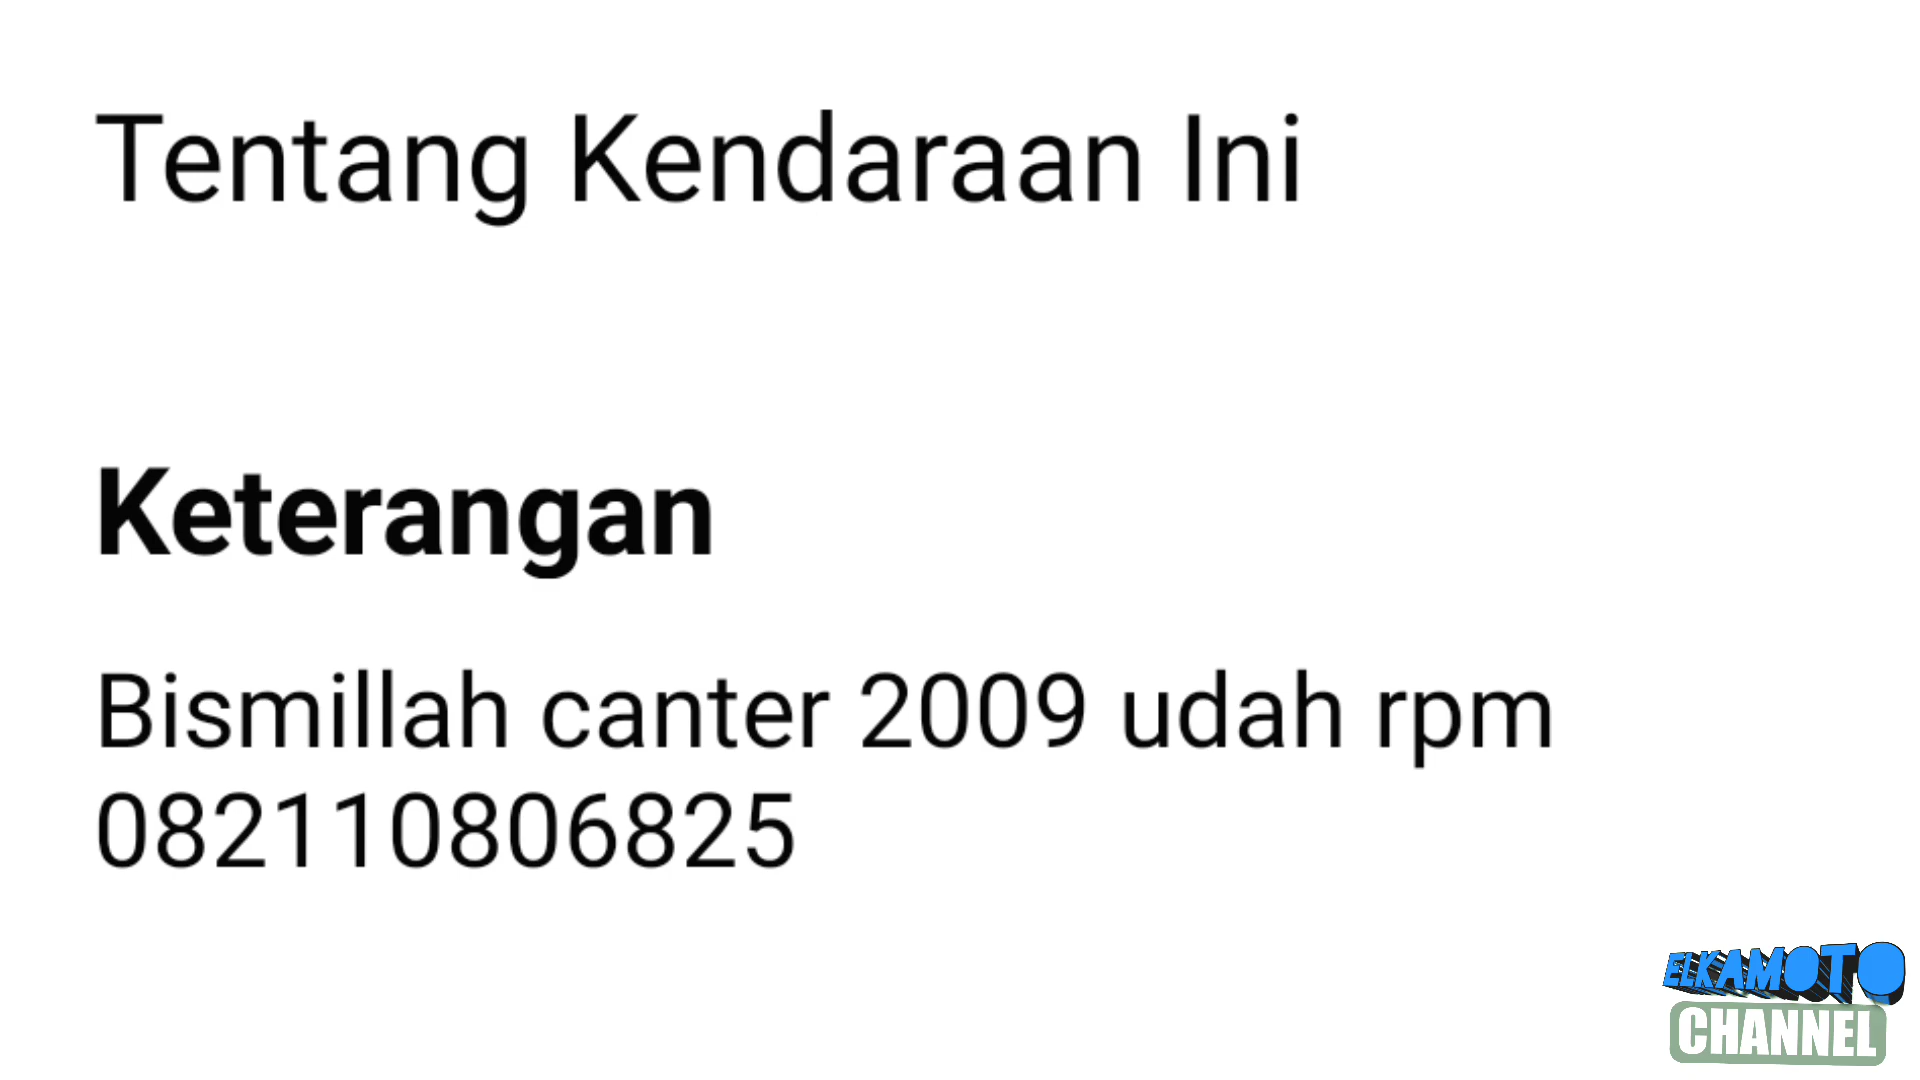 Tentang Kendaraan Ini
Keterangan
Bismillah canter 2009 udah rpm
082110806825
ELKAMOTO
CHANNEL